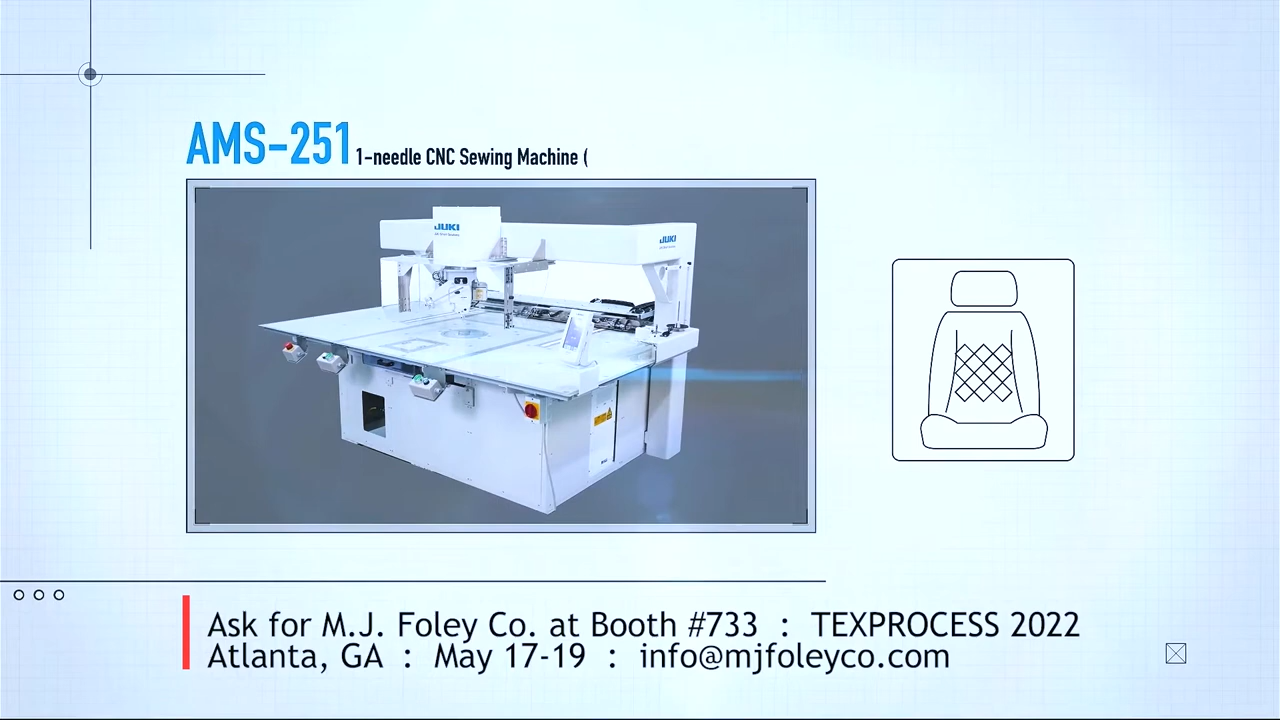 AMS-251 1-needle CNC Sewing Machine (
JUKI
JUKI
Ask for M.J. Foley Co. at Booth #733 : TEXPROCESS 2022
Atlanta, GA : May 17-19 : info@mjfoleyco.com